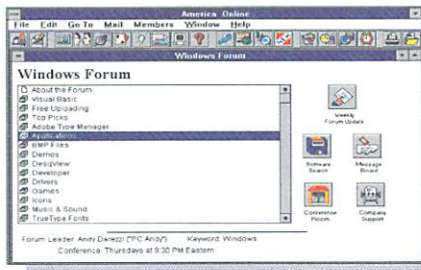 America Online
File Edit Go To Mail Members Window Help
Windows Forum
Windows Forum
About the Forum
Visual Basic
Free Uploading
Top Picks
Adobe Type Manager
Applications
BMP Files
Demos
DesqView
Developer
Drivers
Games
Icons
Music & Sound
TrueType Fonts
Weekly
Forum Update
Software
Search
Message
Board
Conference
Room
Company
Support
Forum Leader: Andy Baezzi ("PC Andy") Keyword: Windows
Conference: Thursdays at 9:30 PM Eastern